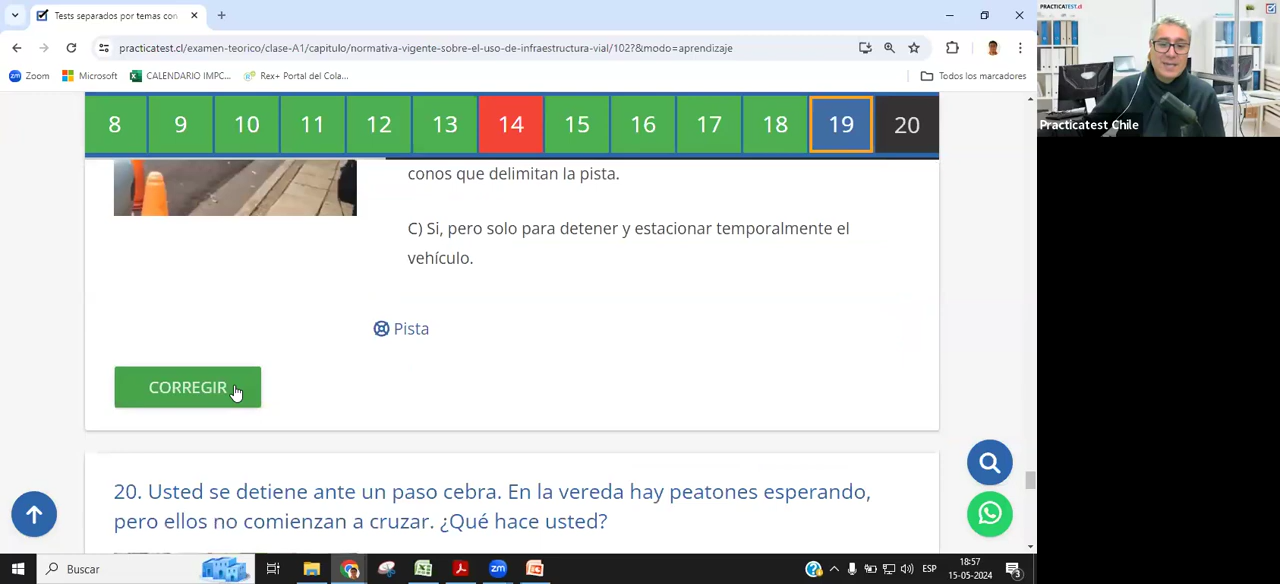 Tests separados por temas con
practicatest.cl/examen-teorico/clase-A1/capitulo/normativa-vigente-sobre-el-uso-de-infraestructura-vial/102?&modo=aprendizaje
Zoom
Microsoft
CALENDARIO IMPC...
Rex+ Portal del Cola...
Todos los marcadores
PRACTICATEST.cl
Practicatest Chile
8 9 10 11 12 13 14 15 16 17 18 19 20
conos que delimitan la pista.
C) Si, pero solo para detener y estacionar temporalmente el
vehículo.
Pista
CORREGIR
20. Usted se detiene ante un paso cebra. En la vereda hay peatones esperando,
pero ellos no comienzan a cruzar. ¿Qué hace usted?
Buscar
ESP
18:57
15-05-2024
3